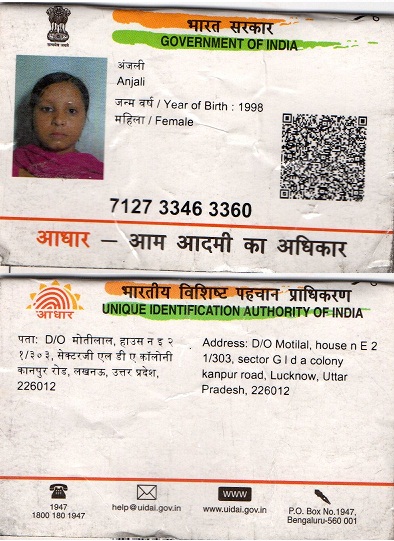 भारत सरकार
GOVERNMENT OF INDIA
अंजली
Anjali
जन्म वर्ष / Year of Birth : 1998
महिला / Female
7127 3346 3360
आधार – आम आदमी का अधिकार
भारतीय विशिष्ट पहचान प्राधिकरण
UNIQUE IDENTIFICATION AUTHORITY OF INDIA
आधार
पता: D/O मोतीलाल, हाउस न इ २
१/३०३, सेक्टरजी एल डी ए कॉलोनी
कानपुर रोड, लखनऊ, उत्तर प्रदेश,
226012
Address: D/O Motilal, house n E 2
1/303, sector G l d a colony
kanpur road, Lucknow, Uttar
Pradesh, 226012
1947
1800 180 1947
help@uidai.gov.in
WWW
www.uidai.gov.in
P.O. Box No.1947,
Bengaluru-560 001